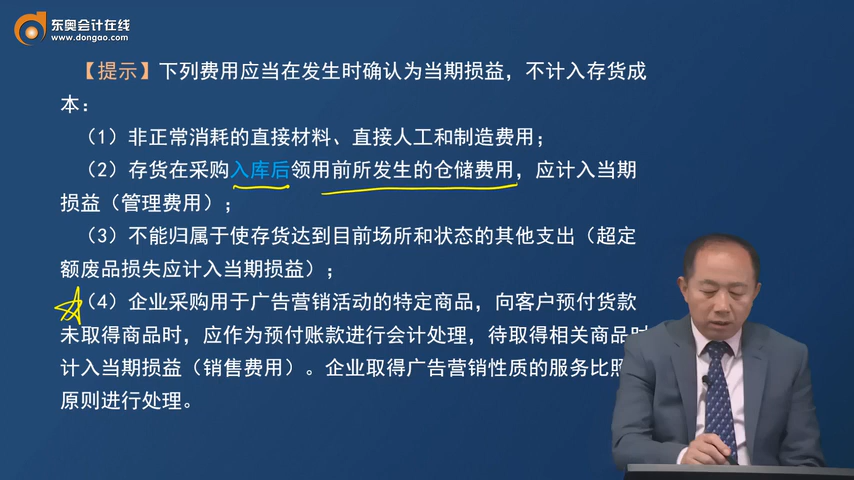 东奥会计在线
www.dongao.com
【提示】下列费用应当在发生时确认为当期损益，不计入存货成
本：
（1）非正常消耗的直接材料、直接人工和制造费用；
（2）存货在采购入库后领用前所发生的仓储费用，应计入当期
损益（管理费用）；
（3）不能归属于使存货达到目前场所和状态的其他支出（超定
额废品损失应计入当期损益）；
（4）企业采购用于广告营销活动的特定商品，向客户预付货款
未取得商品时，应作为预付账款进行会计处理，待取得相关商品时
计入当期损益（销售费用）。企业取得广告营销性质的服务比照
原则进行处理。